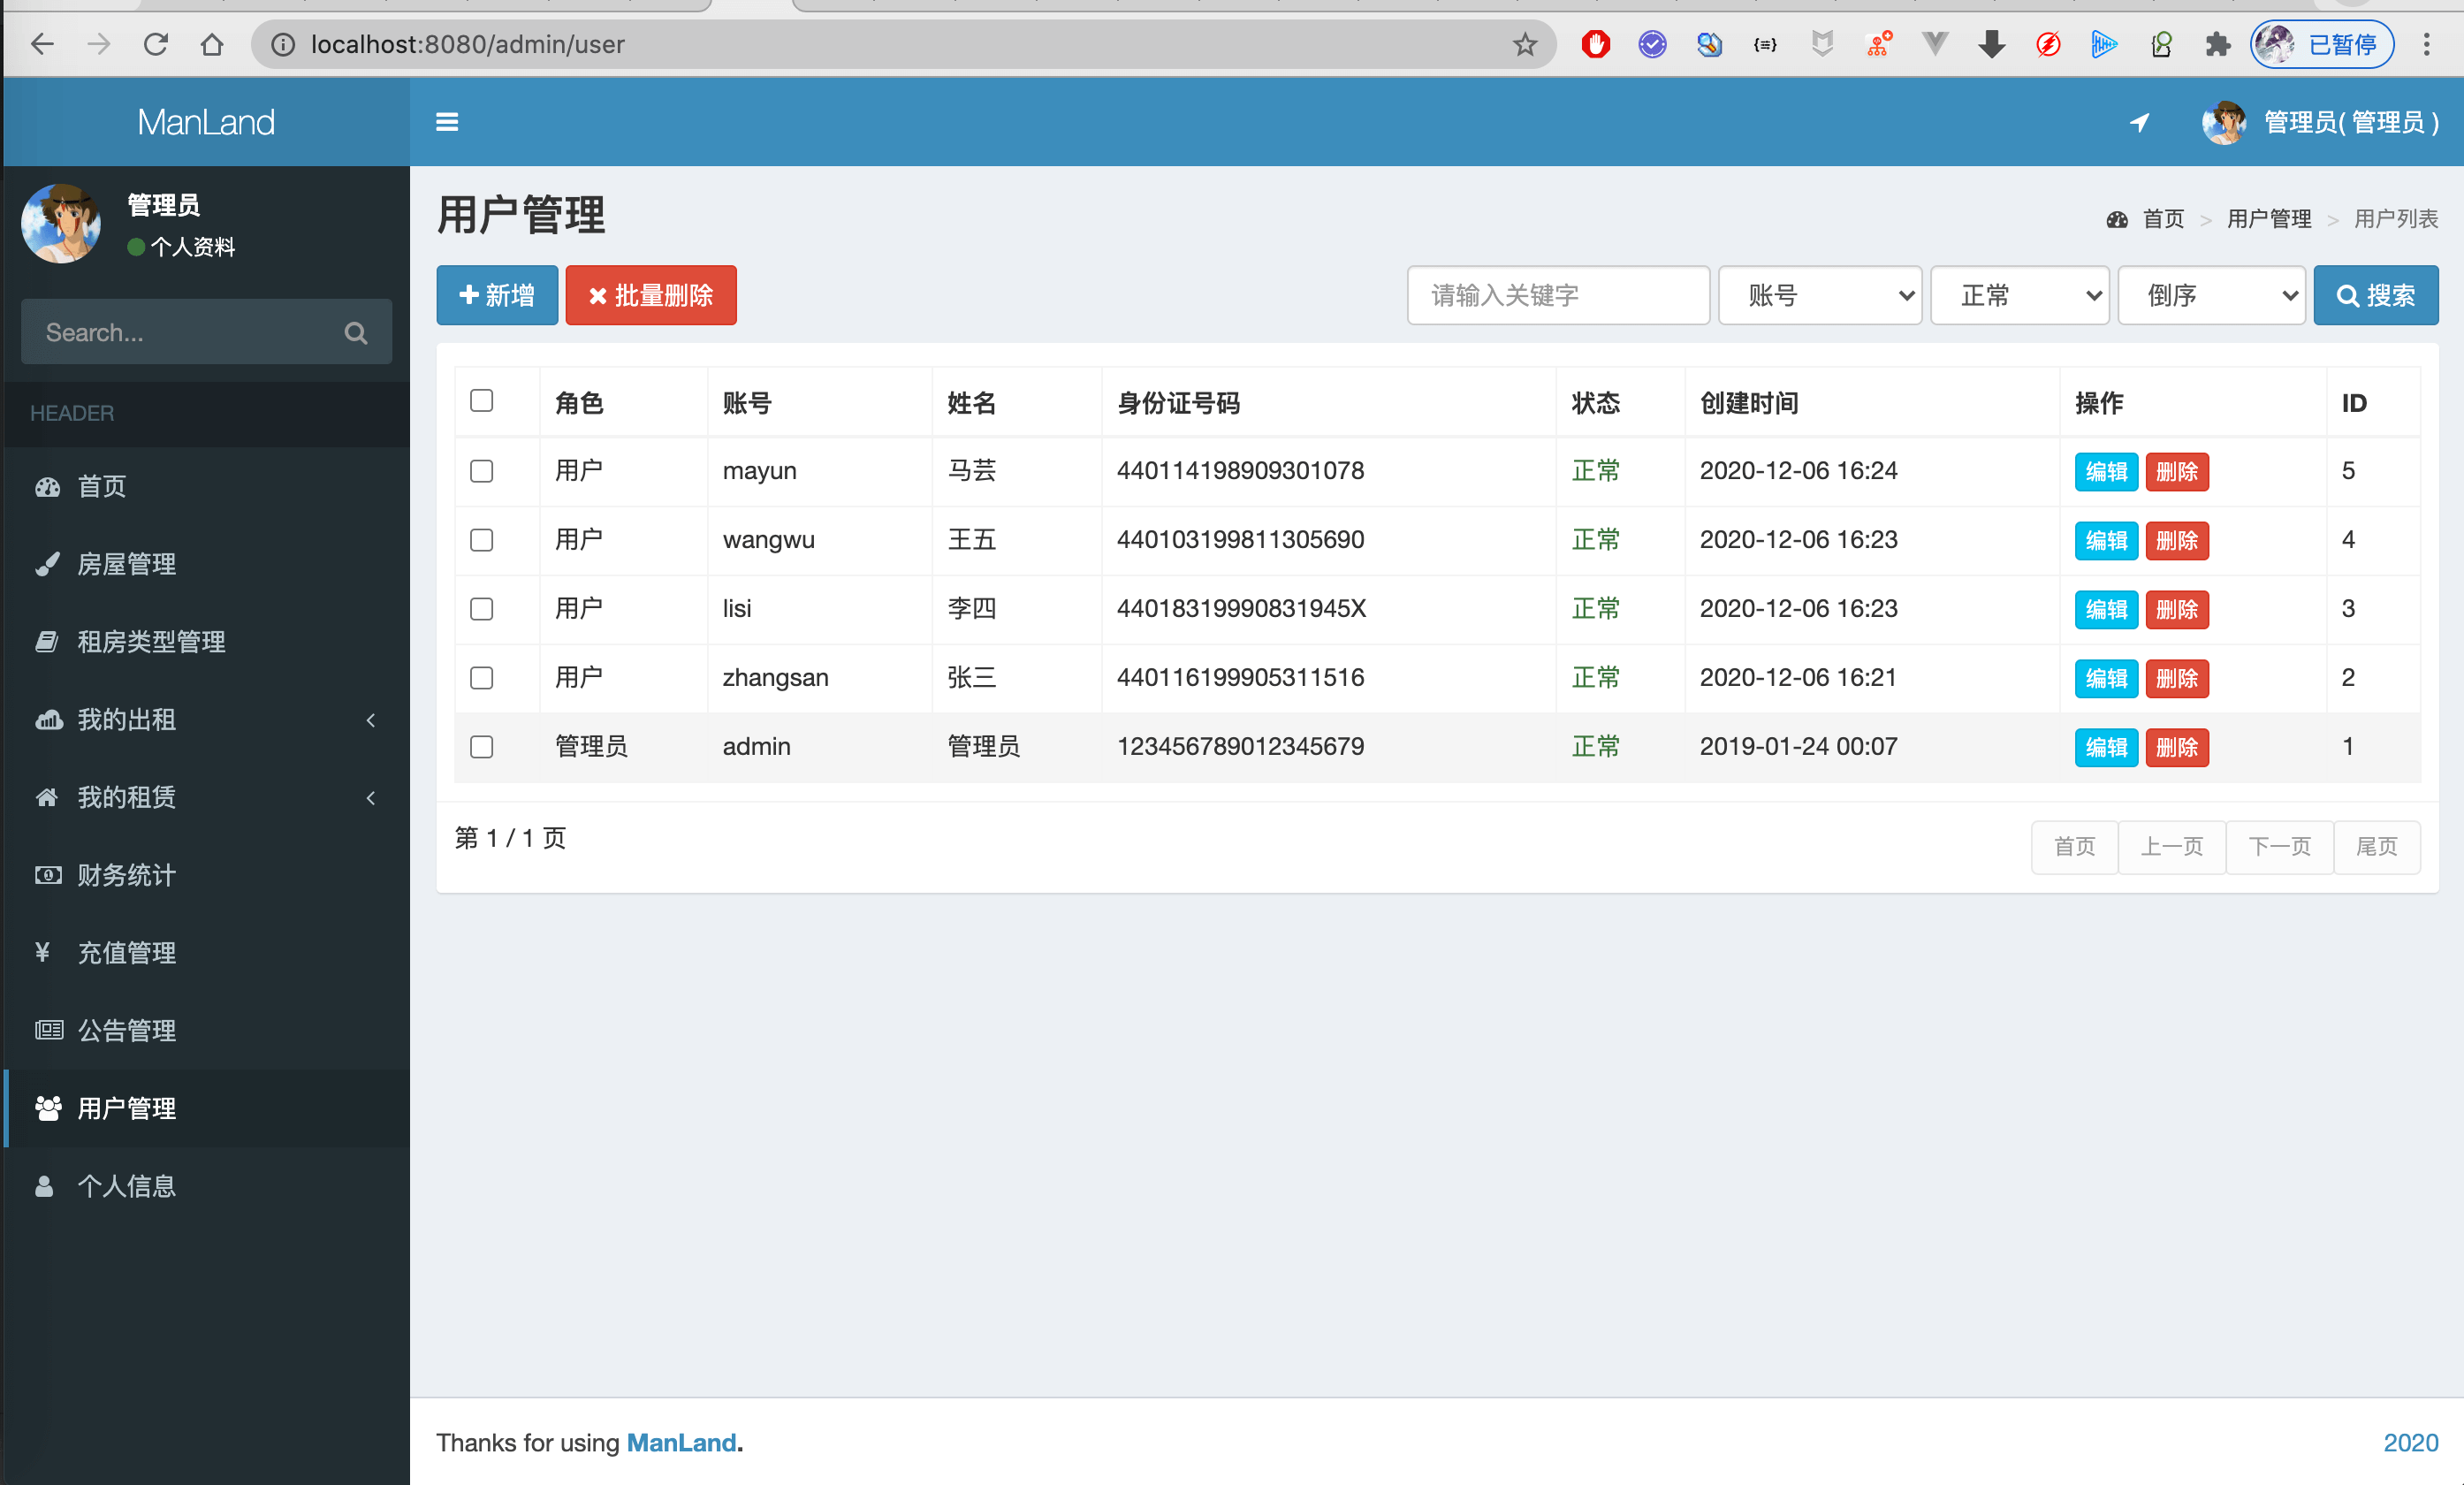 localhost:8080/admin/user
已暂停
ManLand
管理员( 管理员 )
管理员
个人资料
Search...
HEADER
首页
房屋管理
租房类型管理
我的出租
我的租赁
财务统计
¥ 充值管理
公告管理
用户管理
个人信息
用户管理
首页 > 用户管理 > 用户列表
新增 批量删除 请输入关键字 账号 正常 倒序 搜索
角色 账号 姓名 身份证号码 状态 创建时间 操作 ID
用户 mayun 马芸 440114198909301078 正常 2020-12-06 16:24 编辑 删除 5
用户 wangwu 王五 440103199811305690 正常 2020-12-06 16:23 编辑 删除 4
用户 lisi 李四 44018319990831945X 正常 2020-12-06 16:23 编辑 删除 3
用户 zhangsan 张三 440116199905311516 正常 2020-12-06 16:21 编辑 删除 2
管理员 admin 管理员 123456789012345679 正常 2019-01-24 00:07 编辑 删除 1
第 1 / 1 页 首页 上一页 下一页 尾页
Thanks for using ManLand. 2020